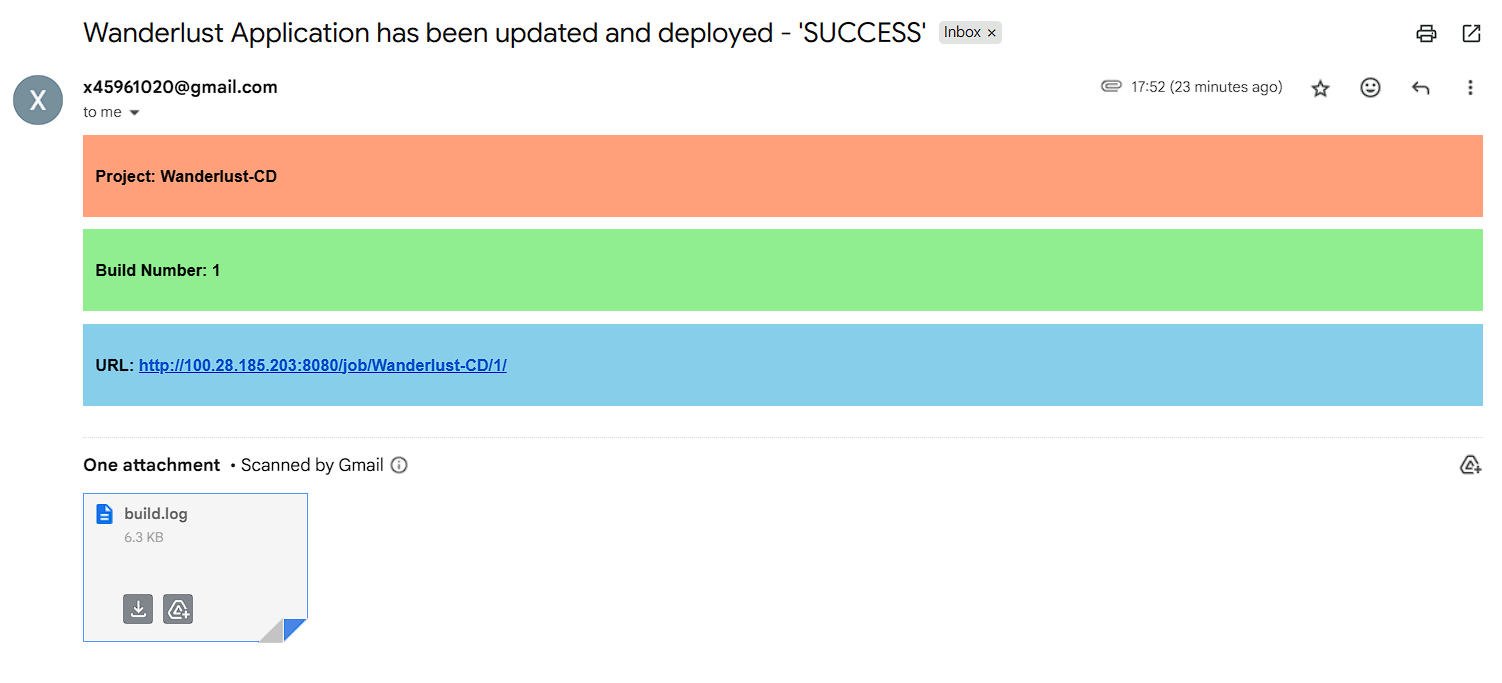 Wanderlust Application has been updated and deployed - 'SUCCESS' Inbox ×
X
x45961020@gmail.com 17:52 (23 minutes ago)
to me
Project: Wanderlust-CD
Build Number: 1
URL: http://100.28.185.203:8080/job/Wanderlust-CD/1/
One attachment • Scanned by Gmail
build.log
6.3 KB